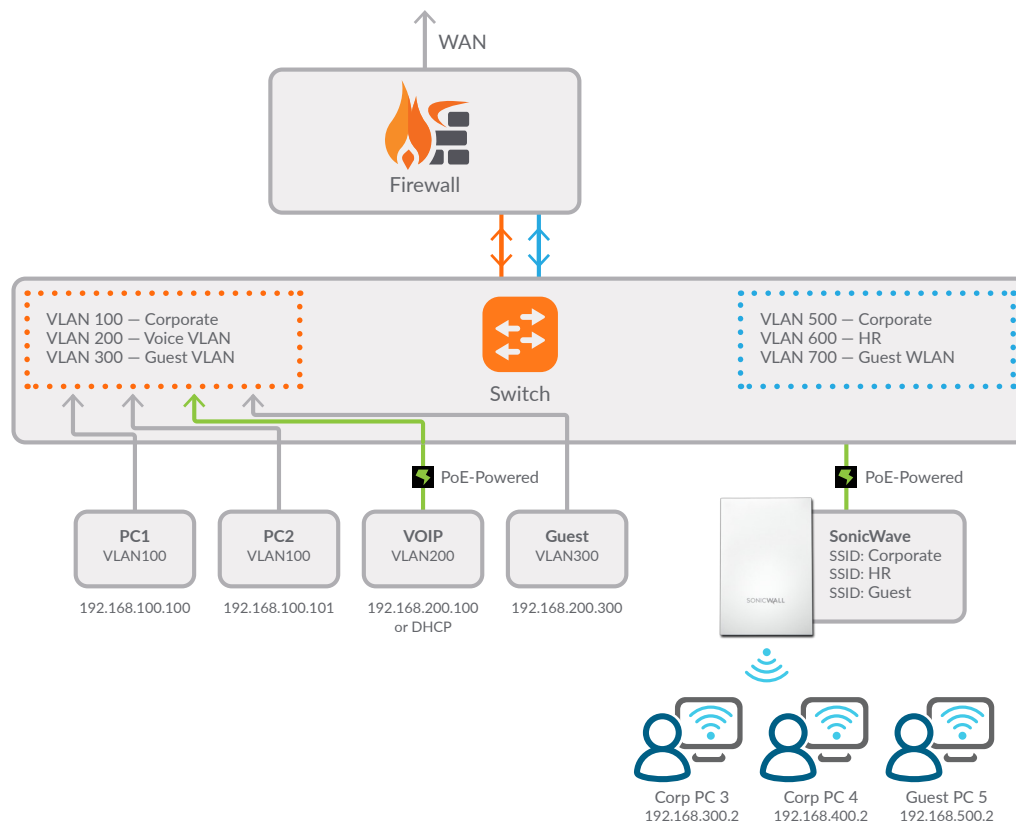 WAN
Firewall
VLAN 100 — Corporate
VLAN 200 — Voice VLAN
VLAN 300 — Guest VLAN
Switch
VLAN 500 — Corporate
VLAN 600 — HR
VLAN 700 — Guest WLAN
PoE-Powered
PoE-Powered
PC1
VLAN100
192.168.100.100
PC2
VLAN100
192.168.100.101
VOIP
VLAN200
192.168.200.100
or DHCP
Guest
VLAN300
192.168.200.300
SONICWALL
SonicWave
SSID: Corporate
SSID: HR
SSID: Guest
Corp PC 3
192.168.300.2
Corp PC 4
192.168.400.2
Guest PC 5
192.168.500.2